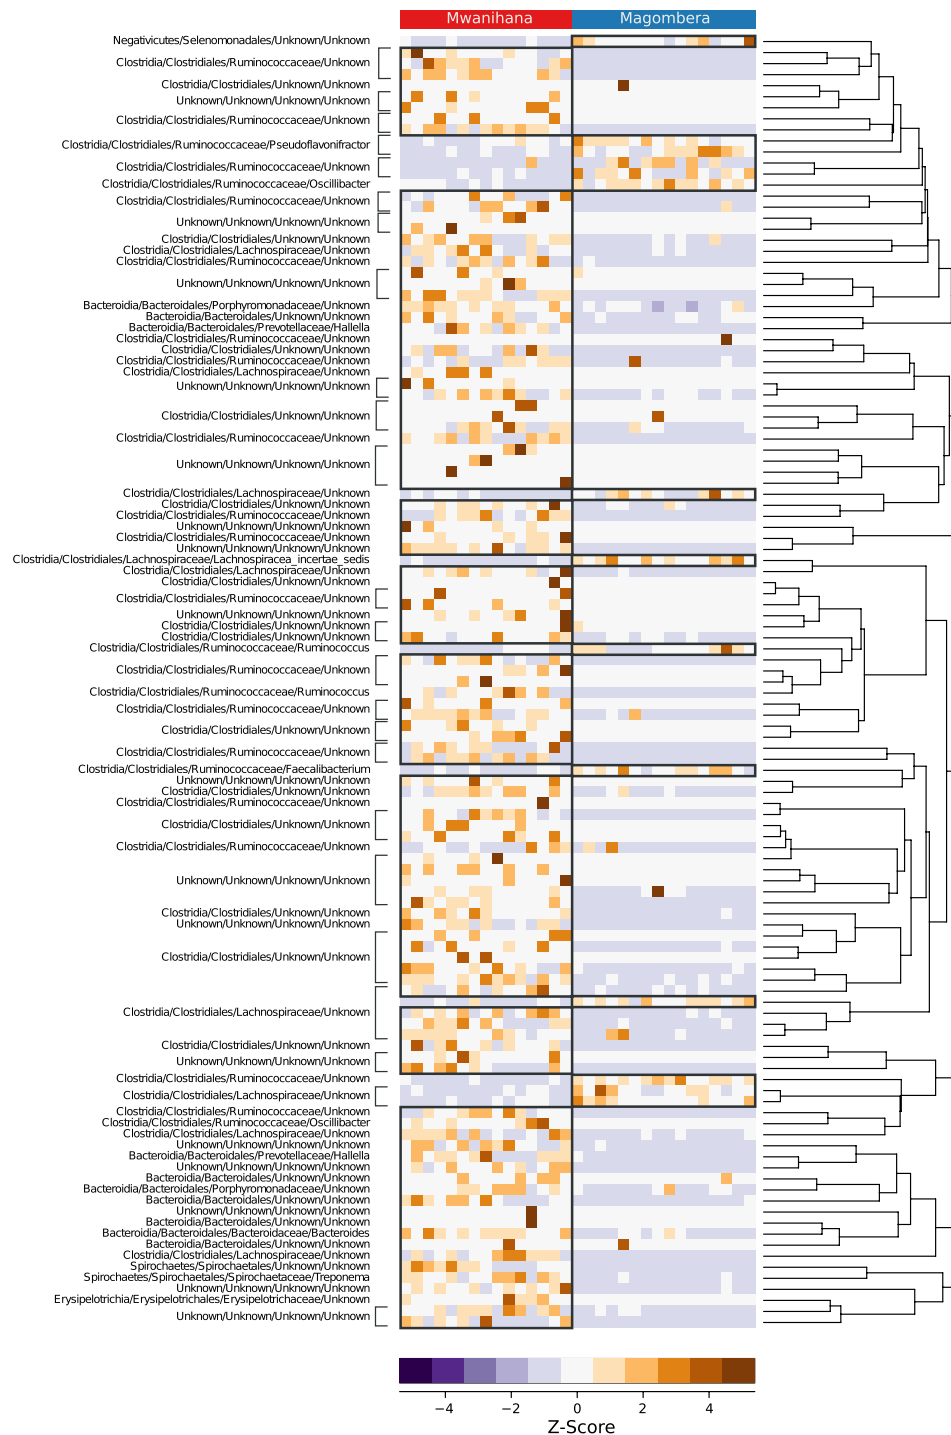 Mwanihana Magombera
Negativicutes/Selenomonadales/Unknown/Unknown
Clostridia/Clostridiales/Ruminococcaceae/Unknown
Clostridia/Clostridiales/Unknown/Unknown
Unknown/Unknown/Unknown/Unknown
Clostridia/Clostridiales/Ruminococcaceae/Unknown
Clostridia/Clostridiales/Ruminococcaceae/Pseudoflavonifractor
Clostridia/Clostridiales/Ruminococcaceae/Unknown
Clostridia/Clostridiales/Ruminococcaceae/Oscillibacter
Clostridia/Clostridiales/Ruminococcaceae/Unknown
Unknown/Unknown/Unknown/Unknown
Clostridia/Clostridiales/Unknown/Unknown
Clostridia/Clostridiales/Lachnospiraceae/Unknown
Clostridia/Clostridiales/Ruminococcaceae/Unknown
Unknown/Unknown/Unknown/Unknown
Bacteroidia/Bacteroidales/Porphyromonadaceae/Unknown
Bacteroidia/Bacteroidales/Unknown/Unknown
Bacteroidia/Bacteroidales/Prevotellaceae/Hallella
Clostridia/Clostridiales/Ruminococcaceae/Unknown
Clostridia/Clostridiales/Unknown/Unknown
Clostridia/Clostridiales/Ruminococcaceae/Unknown
Clostridia/Clostridiales/Lachnospiraceae/Unknown
Unknown/Unknown/Unknown/Unknown
Clostridia/Clostridiales/Unknown/Unknown
Clostridia/Clostridiales/Ruminococcaceae/Unknown
Unknown/Unknown/Unknown/Unknown
Clostridia/Clostridiales/Lachnospiraceae/Unknown
Clostridia/Clostridiales/Unknown/Unknown
Clostridia/Clostridiales/Ruminococcaceae/Unknown
Unknown/Unknown/Unknown/Unknown
Clostridia/Clostridiales/Ruminococcaceae/Unknown
Unknown/Unknown/Unknown/Unknown
Clostridia/Clostridiales/Lachnospiraceae/Lachnospiracea_incertae_sedis
Clostridia/Clostridiales/Lachnospiraceae/Unknown
Clostridia/Clostridiales/Unknown/Unknown
Clostridia/Clostridiales/Ruminococcaceae/Unknown
Unknown/Unknown/Unknown/Unknown
Clostridia/Clostridiales/Unknown/Unknown
Clostridia/Clostridiales/Unknown/Unknown
Clostridia/Clostridiales/Ruminococcaceae/Ruminococcus
Clostridia/Clostridiales/Ruminococcaceae/Unknown
Clostridia/Clostridiales/Ruminococcaceae/Ruminococcus
Clostridia/Clostridiales/Ruminococcaceae/Unknown
Clostridia/Clostridiales/Unknown/Unknown
Clostridia/Clostridiales/Ruminococcaceae/Unknown
Clostridia/Clostridiales/Ruminococcaceae/Faecalibacterium
Unknown/Unknown/Unknown/Unknown
Clostridia/Clostridiales/Unknown/Unknown
Clostridia/Clostridiales/Ruminococcaceae/Unknown
Clostridia/Clostridiales/Unknown/Unknown
Clostridia/Clostridiales/Ruminococcaceae/Unknown
Unknown/Unknown/Unknown/Unknown
Clostridia/Clostridiales/Unknown/Unknown
Unknown/Unknown/Unknown/Unknown
Clostridia/Clostridiales/Unknown/Unknown
Clostridia/Clostridiales/Lachnospiraceae/Unknown
Clostridia/Clostridiales/Unknown/Unknown
Unknown/Unknown/Unknown/Unknown
Clostridia/Clostridiales/Ruminococcaceae/Unknown
Clostridia/Clostridiales/Lachnospiraceae/Unknown
Clostridia/Clostridiales/Ruminococcaceae/Unknown
Clostridia/Clostridiales/Ruminococcaceae/Oscillibacter
Clostridia/Clostridiales/Lachnospiraceae/Unknown
Unknown/Unknown/Unknown/Unknown
Bacteroidia/Bacteroidales/Prevotellaceae/Hallella
Unknown/Unknown/Unknown/Unknown
Bacteroidia/Bacteroidales/Unknown/Unknown
Bacteroidia/Bacteroidales/Porphyromonadaceae/Unknown
Bacteroidia/Bacteroidales/Unknown/Unknown
Unknown/Unknown/Unknown/Unknown
Bacteroidia/Bacteroidales/Unknown/Unknown
Bacteroidia/Bacteroidales/Bacteroidaceae/Bacteroides
Bacteroidia/Bacteroidales/Unknown/Unknown
Clostridia/Clostridiales/Lachnospiraceae/Unknown
Spirochaetes/Spirochaetales/Unknown/Unknown
Spirochaetes/Spirochaetales/Spirochaetaceae/Treponema
Unknown/Unknown/Unknown/Unknown
Erysipelotrichia/Erysipelotrichales/Erysipelotrichaceae/Unknown
Unknown/Unknown/Unknown/Unknown
−4 −2 0 2 4
Z-Score